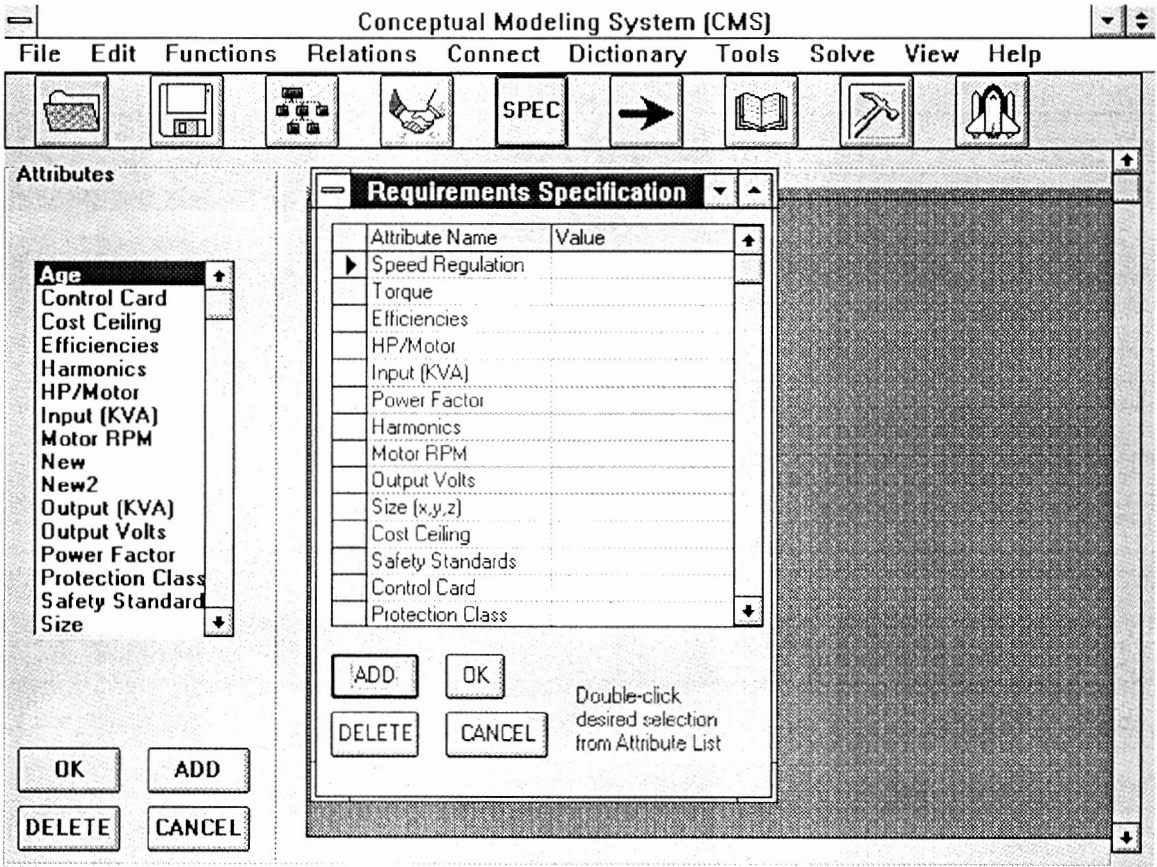 Conceptual Modeling System (CMS)
File Edit Functions Relations Connect Dictionary Tools Solve View Help
SPEC
Attributes
Age
Control Card
Cost Ceiling
Efficiencies
Harmonics
HP/Motor
Input (KVA)
Motor RPM
New
New2
Output (KVA)
Output Volts
Power Factor
Protection Class
Safety Standard
Size
OK ADD
DELETE CANCEL
Requirements Specification
Attribute Name Value
Speed Regulation
Torque
Efficiencies
HP/Motor
Input (KVA)
Power Factor
Harmonics
Motor RPM
Output Volts
Size (x,y,z)
Cost Ceiling
Safety Standards
Control Card
Protection Class
ADD OK
DELETE CANCEL
Double-click
desired selection
from Attribute List